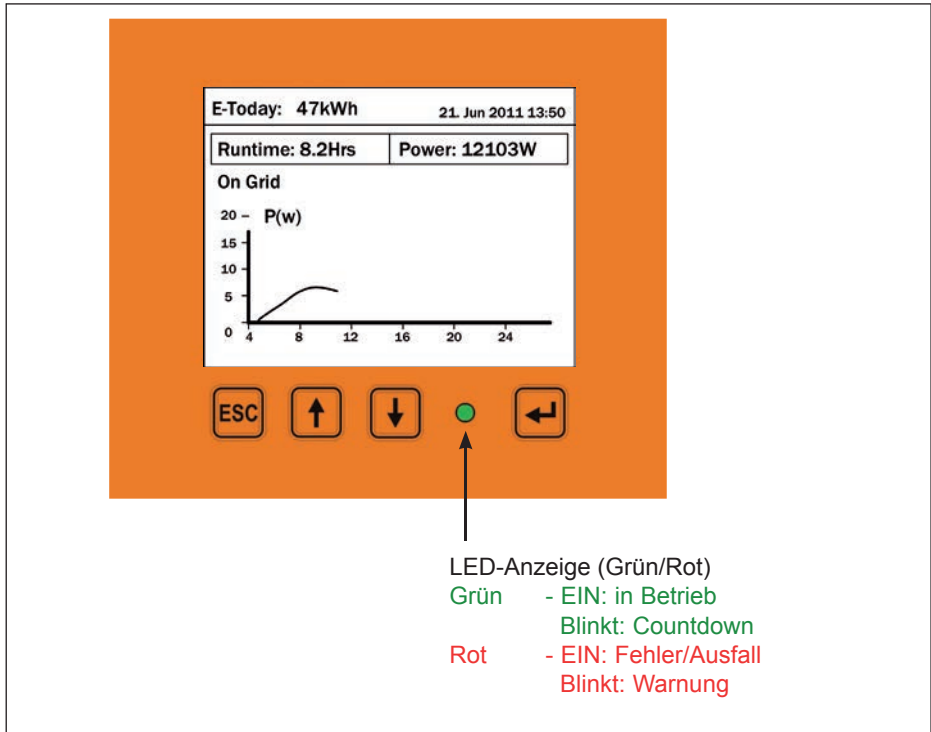 E-Today: 47kWh 21. Jun 2011 13:50
Runtime: 8.2Hrs Power: 12103W
On Grid
20 – P(w)
15
10
5
0
4 8 12 16 20 24
ESC
LED-Anzeige (Grün/Rot)
Grün - EIN: in Betrieb
Blinkt: Countdown
Rot - EIN: Fehler/Ausfall
Blinkt: Warnung